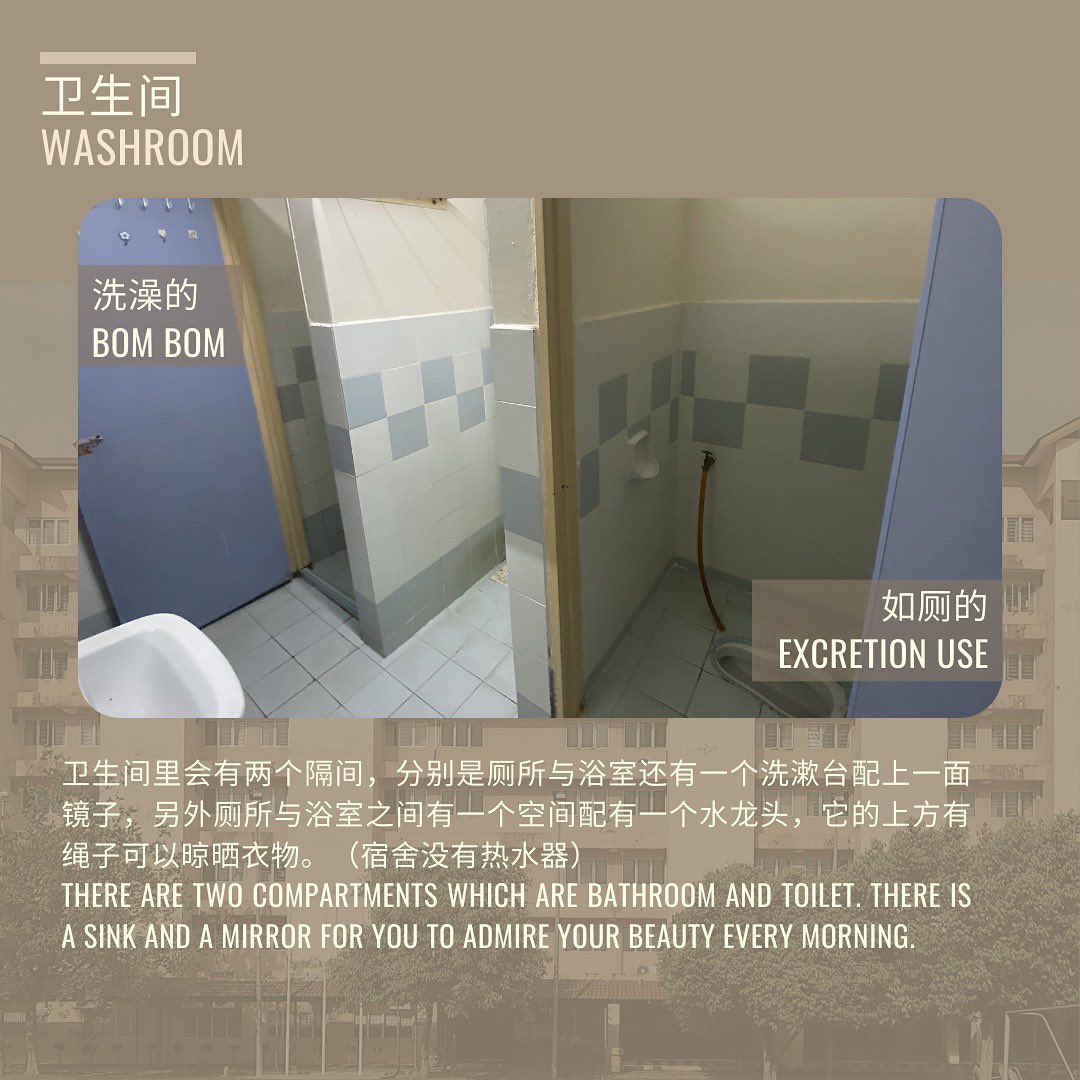 卫生间
WASHROOM
洗澡的
BOM BOM
如厕的
EXCRETION USE
卫生间里会有两个隔间，分别是厕所与浴室还有一个洗漱台配上一面
镜子，另外厕所与浴室之间有一个空间配有一个水龙头，它的上方有
绳子可以晾晒衣物。（宿舍没有热水器）
THERE ARE TWO COMPARTMENTS WHICH ARE BATHROOM AND TOILET. THERE IS
A SINK AND A MIRROR FOR YOU TO ADMIRE YOUR BEAUTY EVERY MORNING.